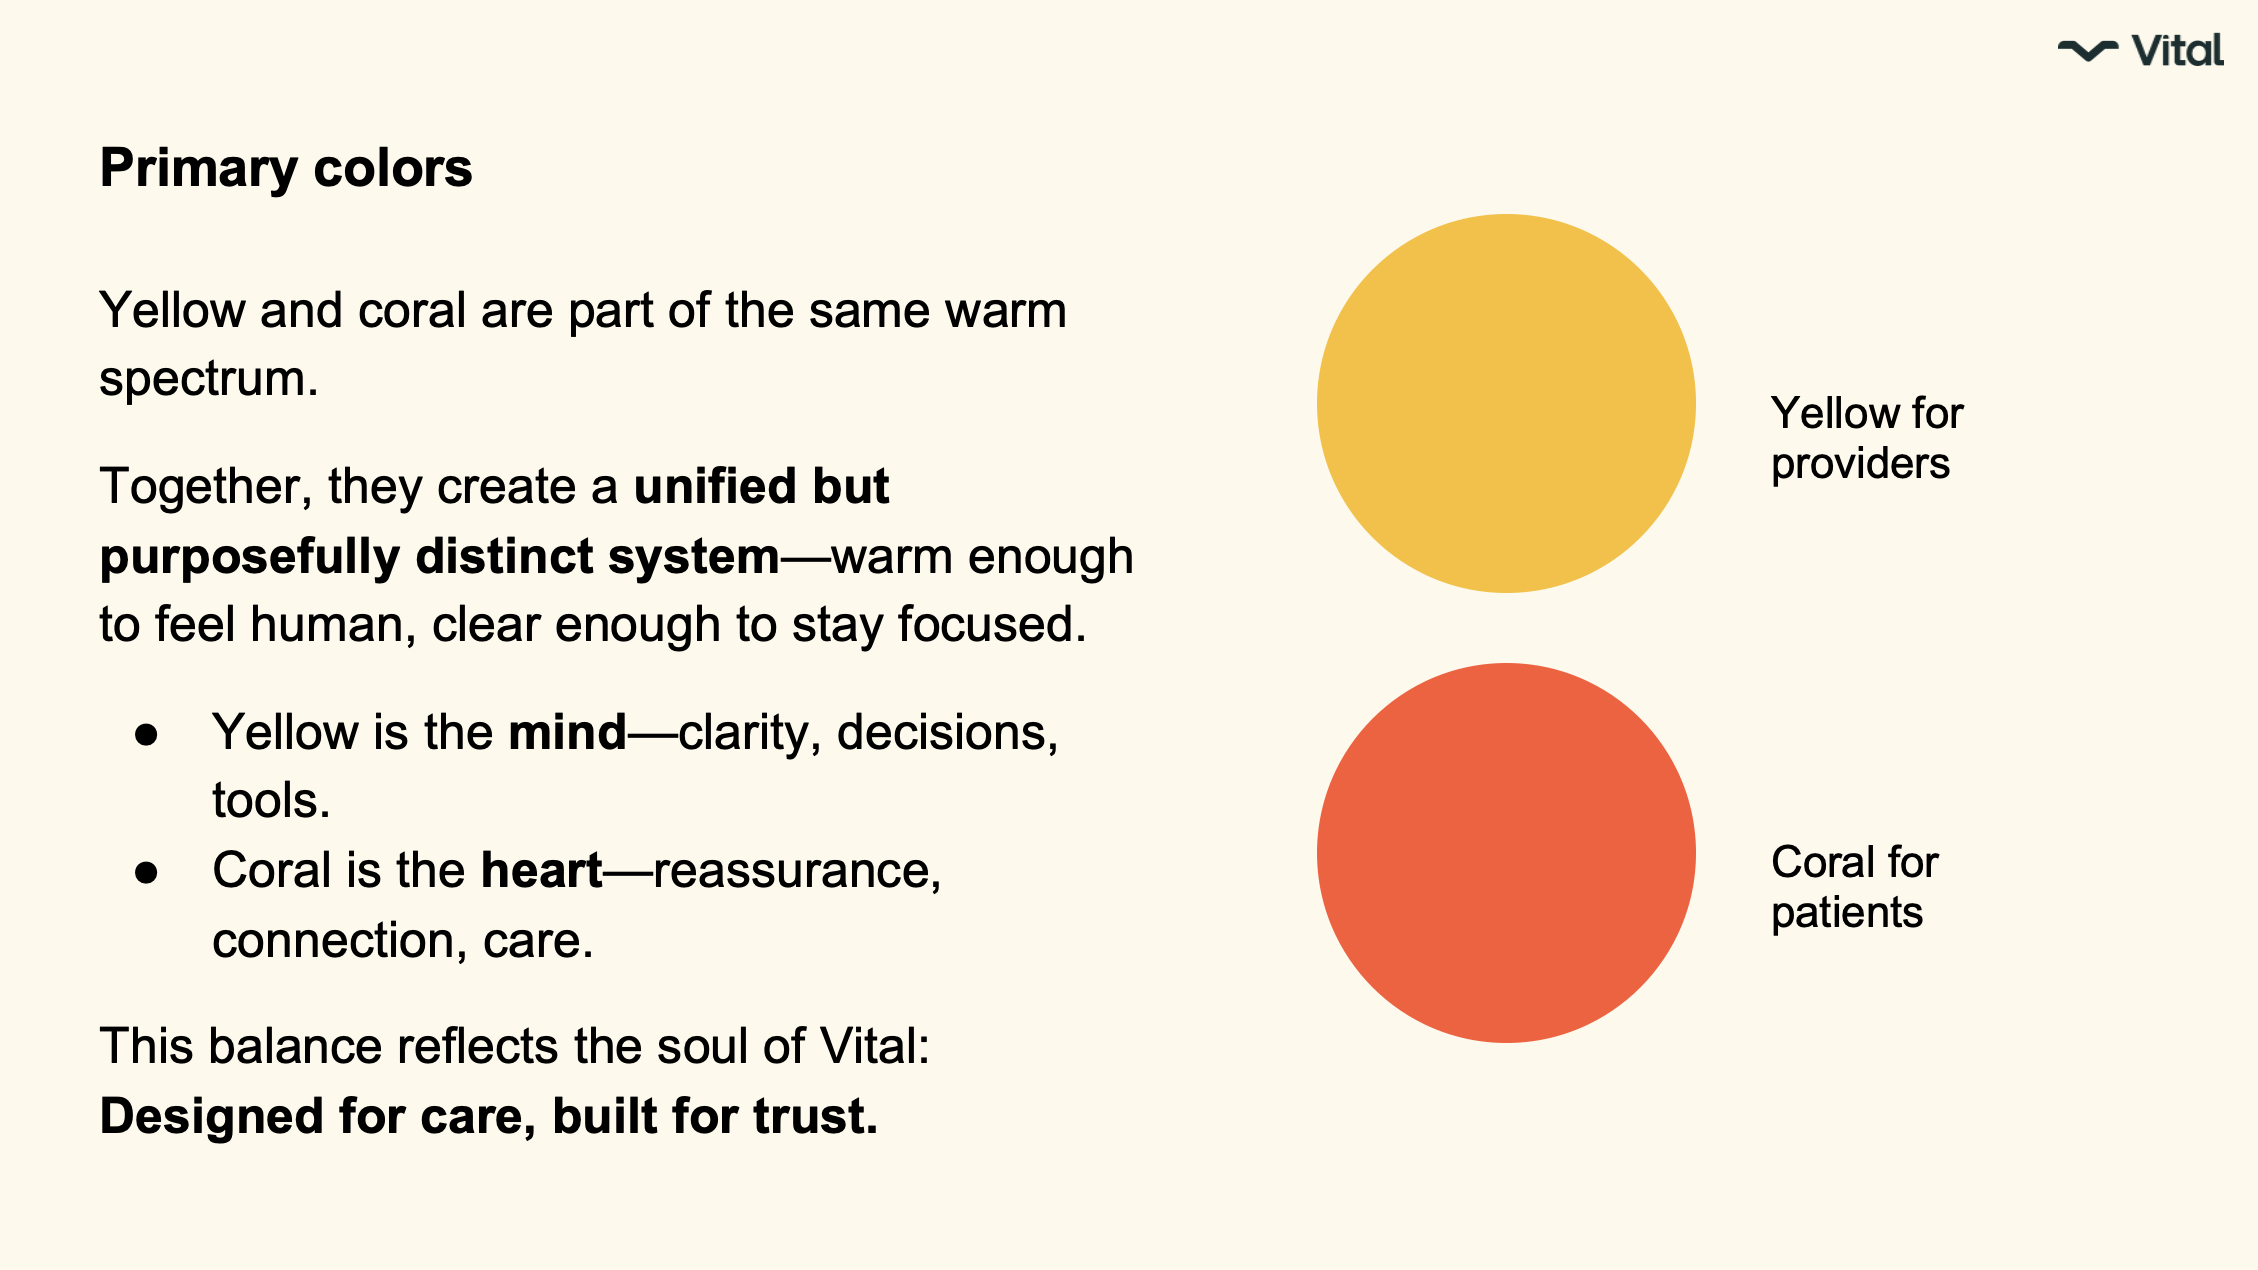 Vital
Primary colors
Yellow and coral are part of the same warm
spectrum.
Together, they create a unified but
purposefully distinct system—warm enough
to feel human, clear enough to stay focused.
● Yellow is the mind—clarity, decisions,
tools.
● Coral is the heart—reassurance,
connection, care.
This balance reflects the soul of Vital:
Designed for care, built for trust.
Yellow for
providers
Coral for
patients